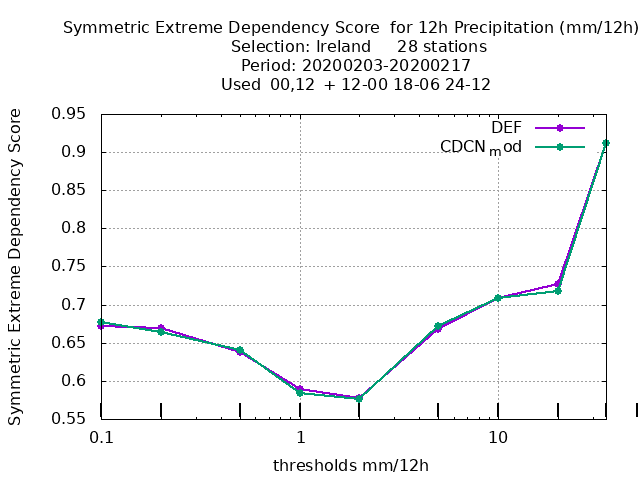 Symmetric Extreme Dependency Score  for 12h Precipitation (mm/12h)
Selection: Ireland     28 stations
Period: 20200203-20200217
Used  00,12  + 12-00 18-06 24-12
DEF
CDCNmod
Symmetric Extreme Dependency Score
0.95
0.9
0.85
0.8
0.75
0.7
0.65
0.6
0.55
0.1
1
10
thresholds mm/12h